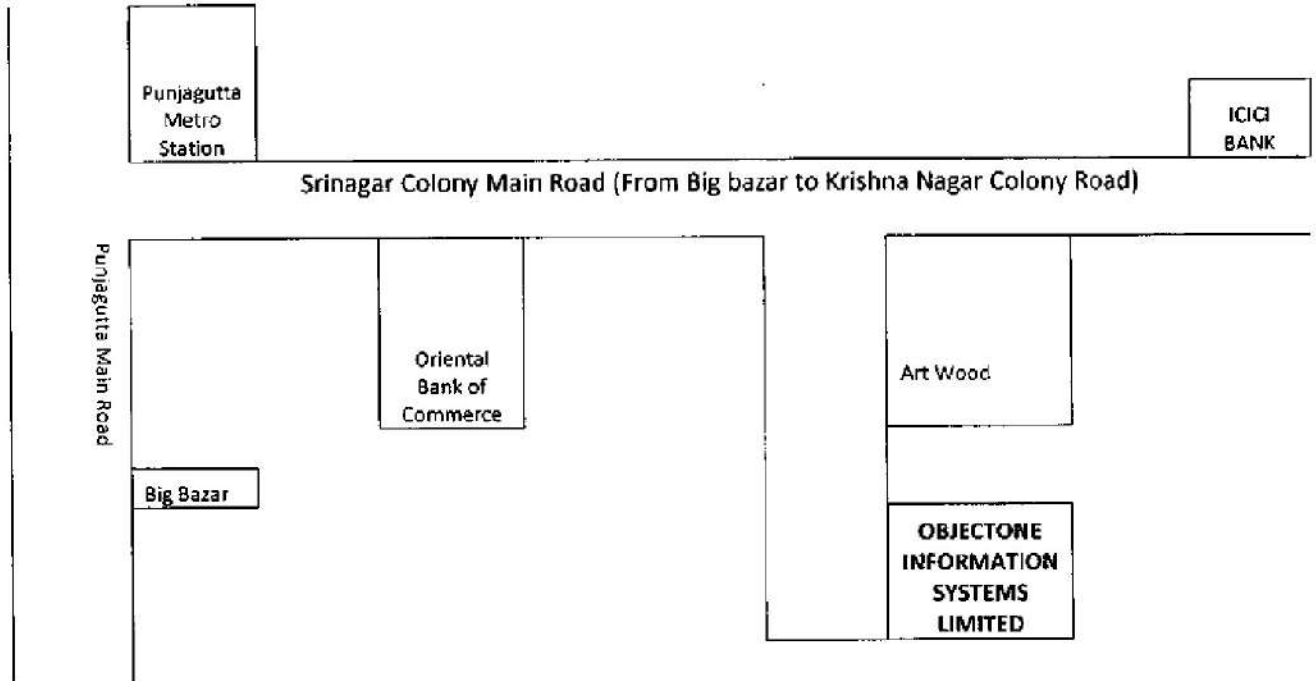 Punjagutta
Metro
Station
ICICI
BANK
Srinagar Colony Main Road (From Big bazar to Krishna Nagar Colony Road)
Punjagutta Main Road
Oriental
Bank of
Commerce
Art Wood
Big Bazar
OBJECTONE
INFORMATION
SYSTEMS
LIMITED